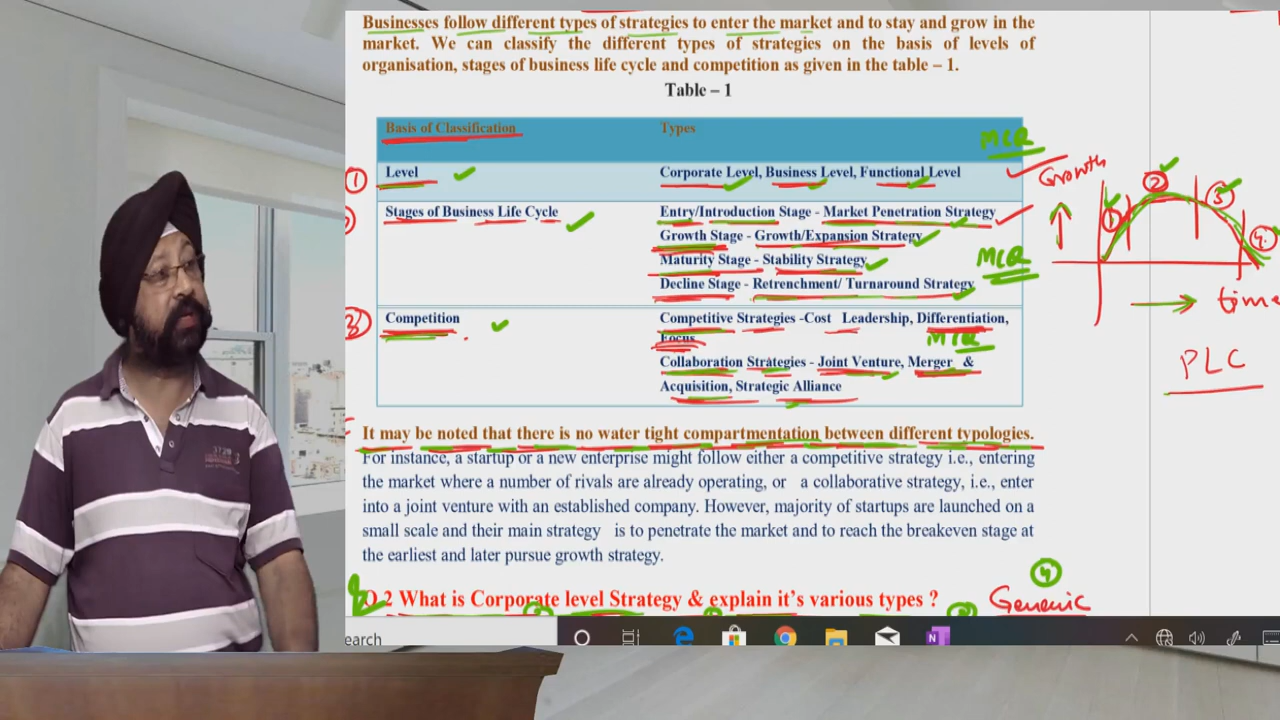 Businesses follow different types of strategies to enter the market and to stay and grow in the
market. We can classify the different types of strategies on the basis of levels of
organisation, stages of business life cycle and competition as given in the table – 1.
Table – 1
Basis of Classification Types
MCQ
1 Level Corporate Level, Business Level, Functional Level
Growth
Stages of Business Life Cycle Entry/Introduction Stage - Market Penetration Strategy
Growth Stage - Growth/Expansion Strategy
Maturity Stage - Stability Strategy
MCQ
Decline Stage - Retrenchment/ Turnaround Strategy
1 2 3 4
time
3 Competition Competitive Strategies -Cost Leadership, Differentiation,
Focus
MCQ
Collaboration Strategies - Joint Venture, Merger &
Acquisition, Strategic Alliance
PLC
It may be noted that there is no water tight compartmentation between different typologies.
For instance, a startup or a new enterprise might follow either a competitive strategy i.e., entering
the market where a number of rivals are already operating, or a collaborative strategy, i.e., enter
into a joint venture with an established company. However, majority of startups are launched on a
small scale and their main strategy is to penetrate the market and to reach the breakeven stage at
the earliest and later pursue growth strategy.
Q.2 What is Corporate level Strategy & explain it's various types ?
Generic
earch